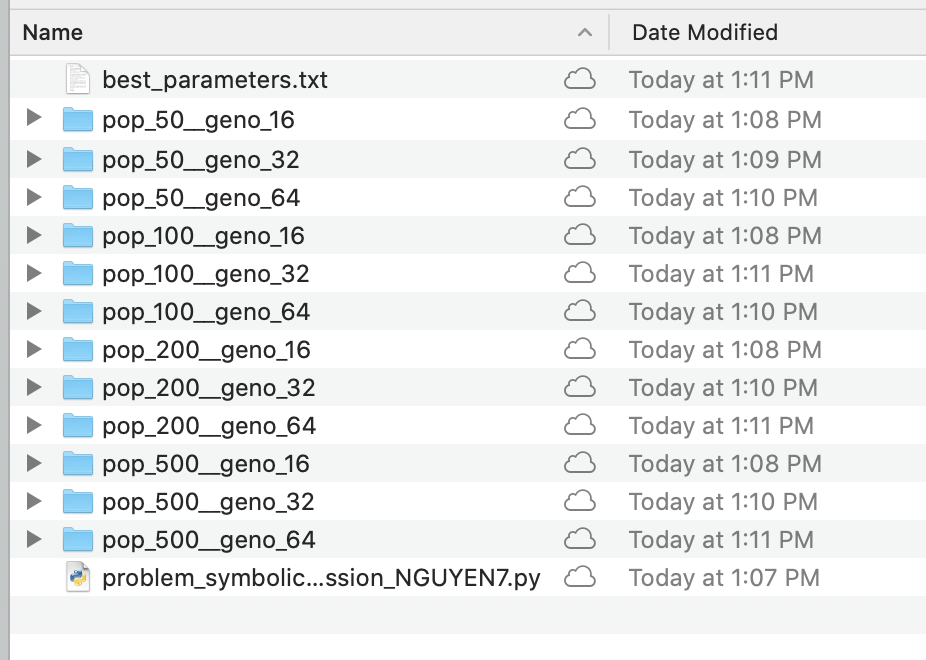 Name Date Modified
best_parameters.txt Today at 1:11 PM
pop_50__geno_16 Today at 1:08 PM
pop_50__geno_32 Today at 1:09 PM
pop_50__geno_64 Today at 1:10 PM
pop_100__geno_16 Today at 1:08 PM
pop_100__geno_32 Today at 1:11 PM
pop_100__geno_64 Today at 1:10 PM
pop_200__geno_16 Today at 1:08 PM
pop_200__geno_32 Today at 1:10 PM
pop_200__geno_64 Today at 1:11 PM
pop_500__geno_16 Today at 1:08 PM
pop_500__geno_32 Today at 1:10 PM
pop_500__geno_64 Today at 1:11 PM
problem_symbolic...ssion_NGUYEN7.py Today at 1:07 PM